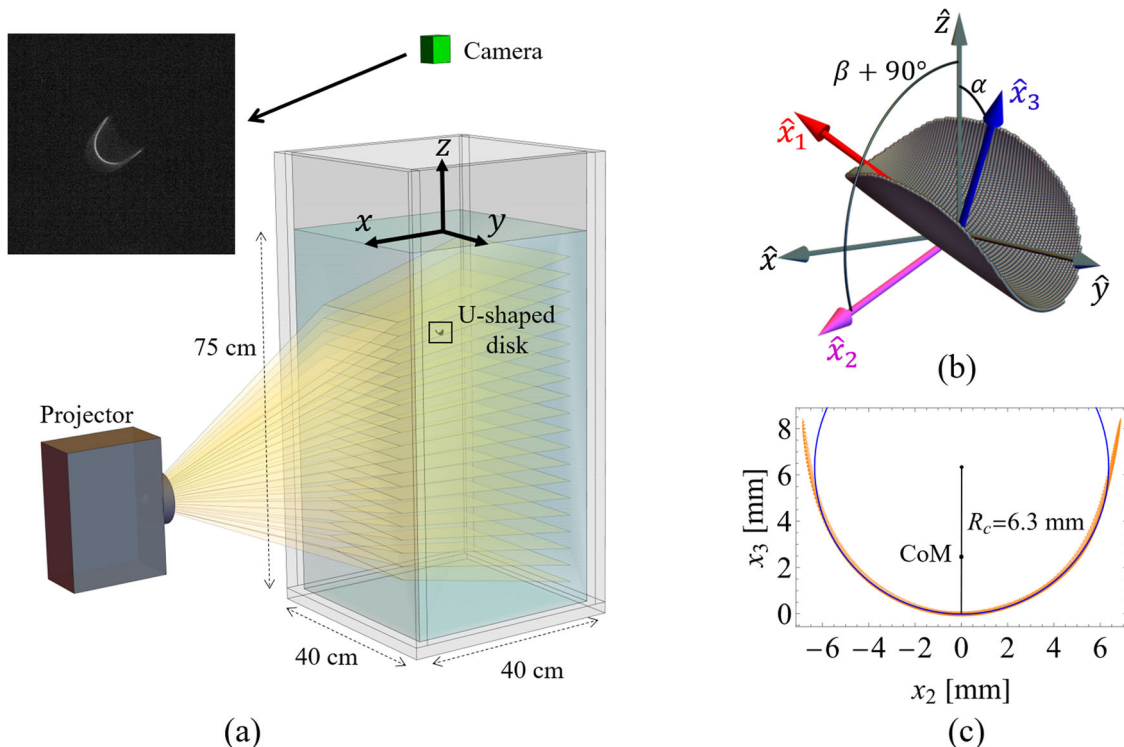 Camera
z
x
y
U-shaped
disk
75 cm
Projector
40 cm
40 cm
(a)
ẑ
β + 90°
α
x̂₃
x̂₁
x̂
ŷ
x̂₂
(b)
8
6
4
2
0
x₃ [mm]
R_c=6.3 mm
CoM
−6 −4 −2 0 2 4 6
x₂ [mm]
(c)